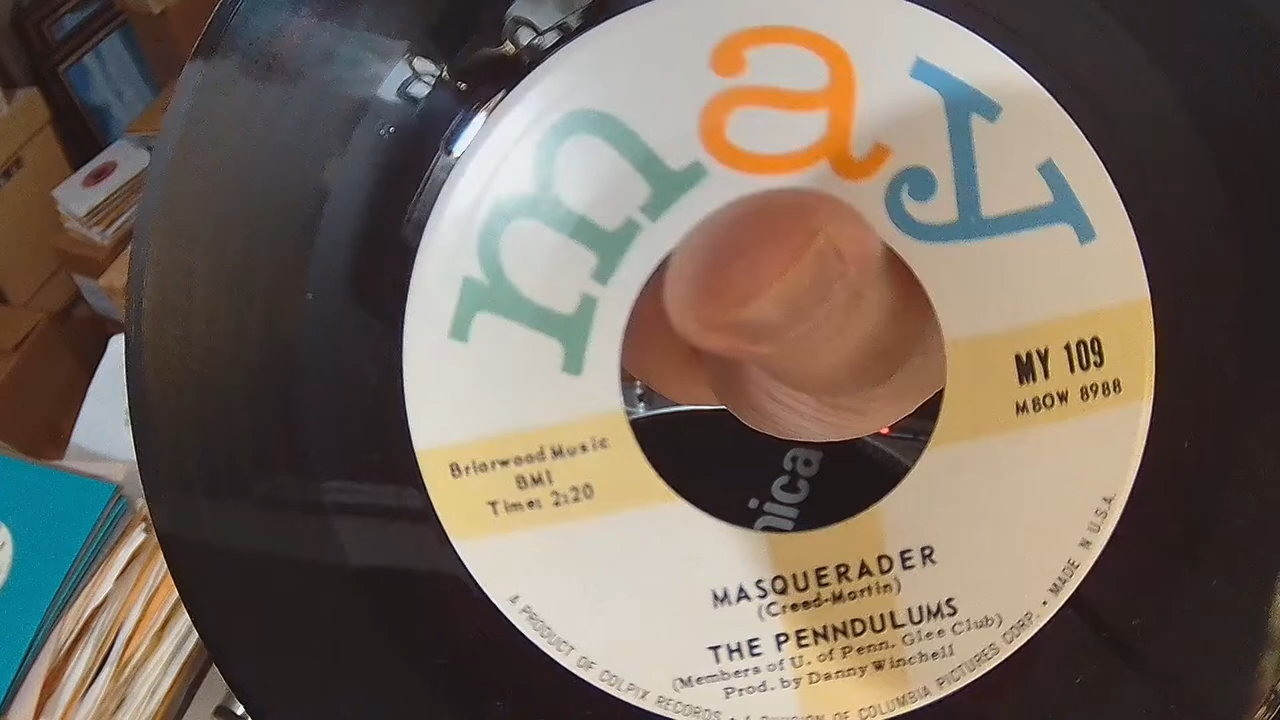 may
MY 109
M8OW 8988
Briarwood Music
BMI
Time: 2:20
nica
MASQUERADER
(Creed-Martin)
THE PENNDULUMS
(Members of U. of Penn. Glee Club)
Prod. by Danny Winchell
A PRODUCT OF COLPIX RECORDS • A DIVISION OF COLUMBIA PICTURES CORP. • MADE N U.S.A.